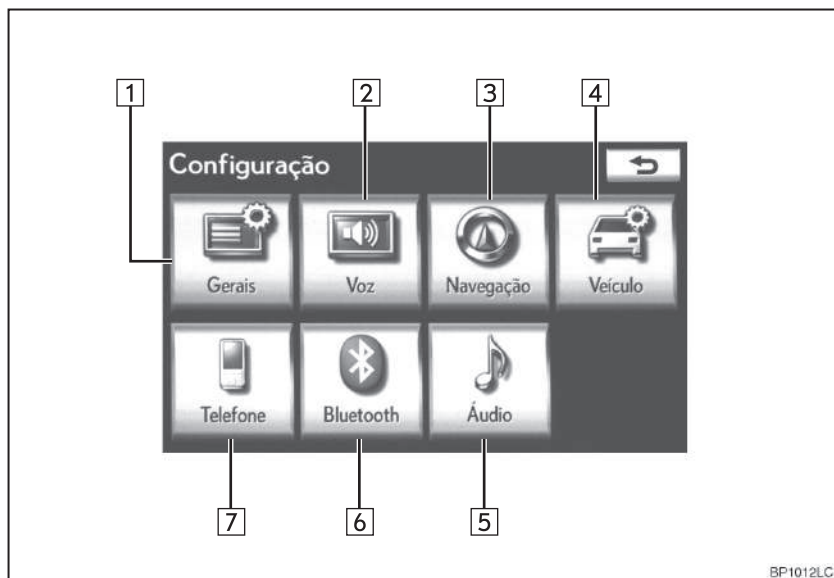 1 2 3 4
Configuração
Gerais Voz Navegação Veículo
Telefone Bluetooth Áudio
7 6 5
BP1012LC